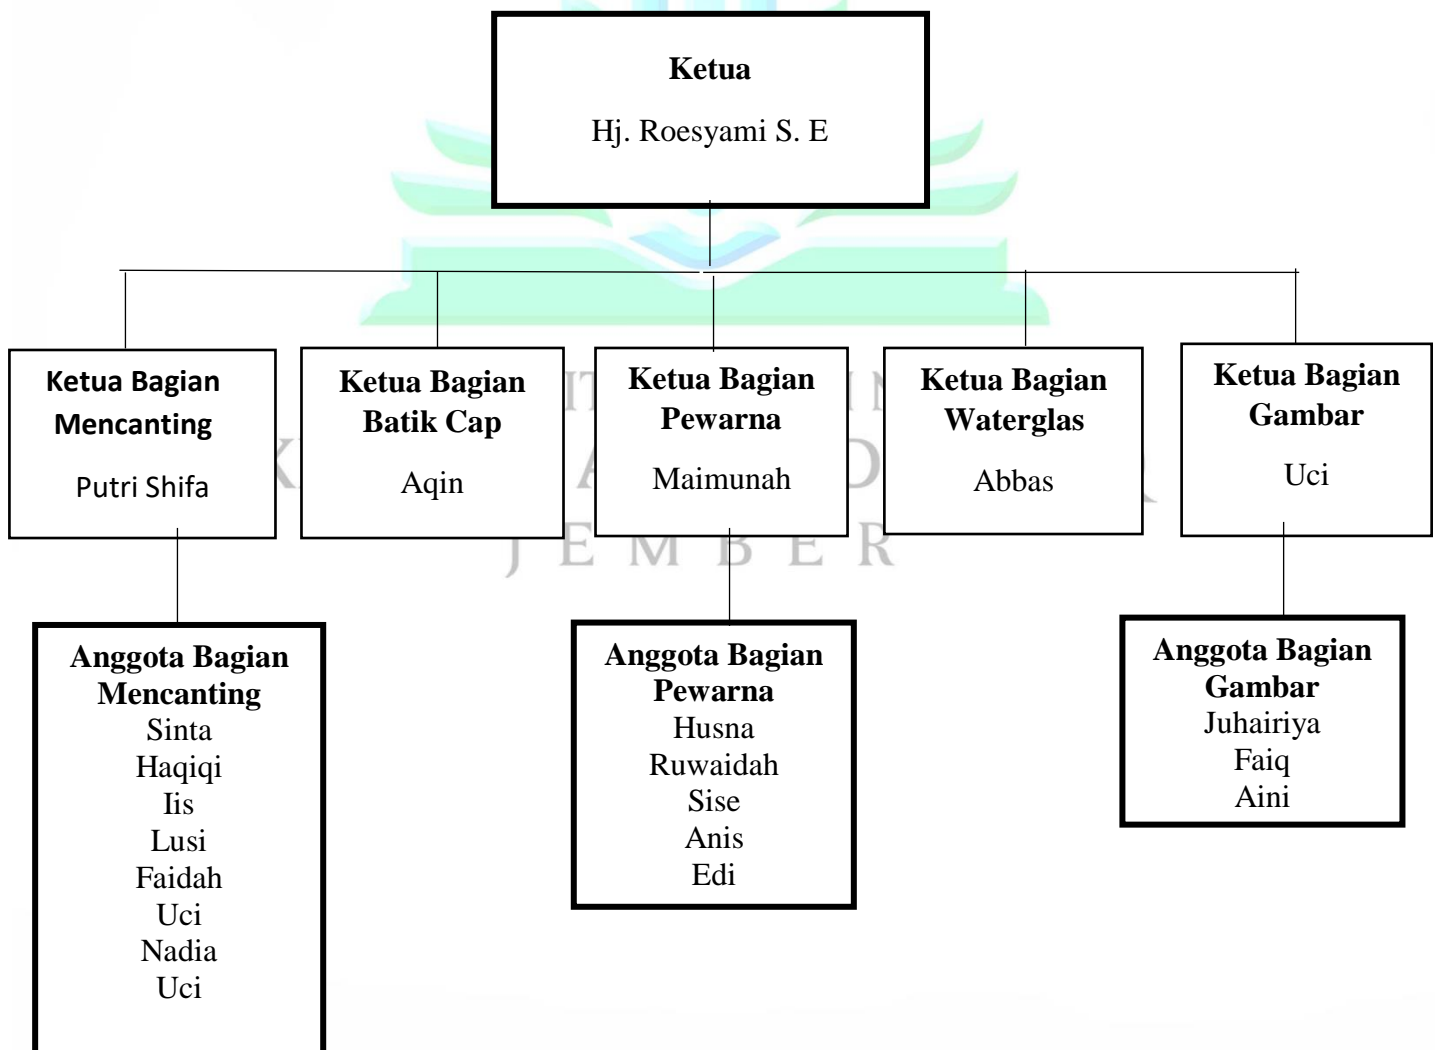 Ketua
Hj. Roesyami S. E
Ketua Bagian
Mencanting
Putri Shifa
Ketua Bagian
Batik Cap
Aqin
Ketua Bagian
Pewarna
Maimunah
Ketua Bagian
Waterglas
Abbas
Ketua Bagian
Gambar
Uci
JEMBER
Anggota Bagian
Mencanting
Sinta
Haqiqi
Iis
Lusi
Faidah
Uci
Nadia
Uci
Anggota Bagian
Pewarna
Husna
Ruwaidah
Sise
Anis
Edi
Anggota Bagian
Gambar
Juhairiya
Faiq
Aini